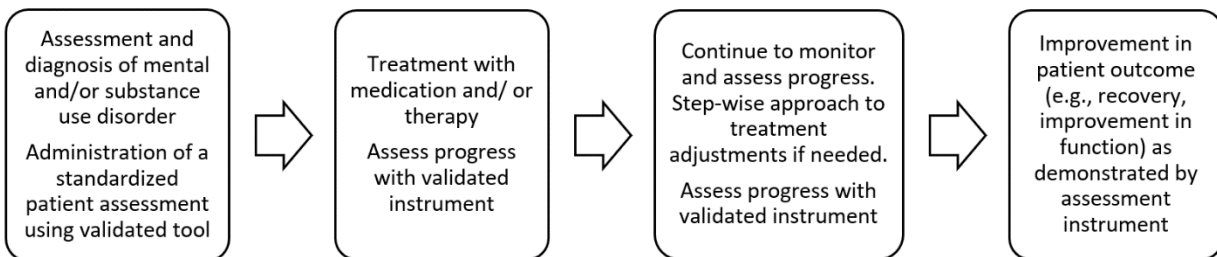 Assessment and
diagnosis of mental
and/or substance
use disorder
Administration of a
standardized
patient assessment
using validated tool
Treatment with
medication and/ or
therapy
Assess progress
with validated
instrument
Continue to monitor
and assess progress.
Step-wise approach to
treatment
adjustments if needed.
Assess progress with
validated instrument
Improvement in
patient outcome
(e.g., recovery,
improvement in
function) as
demonstrated by
assessment
instrument